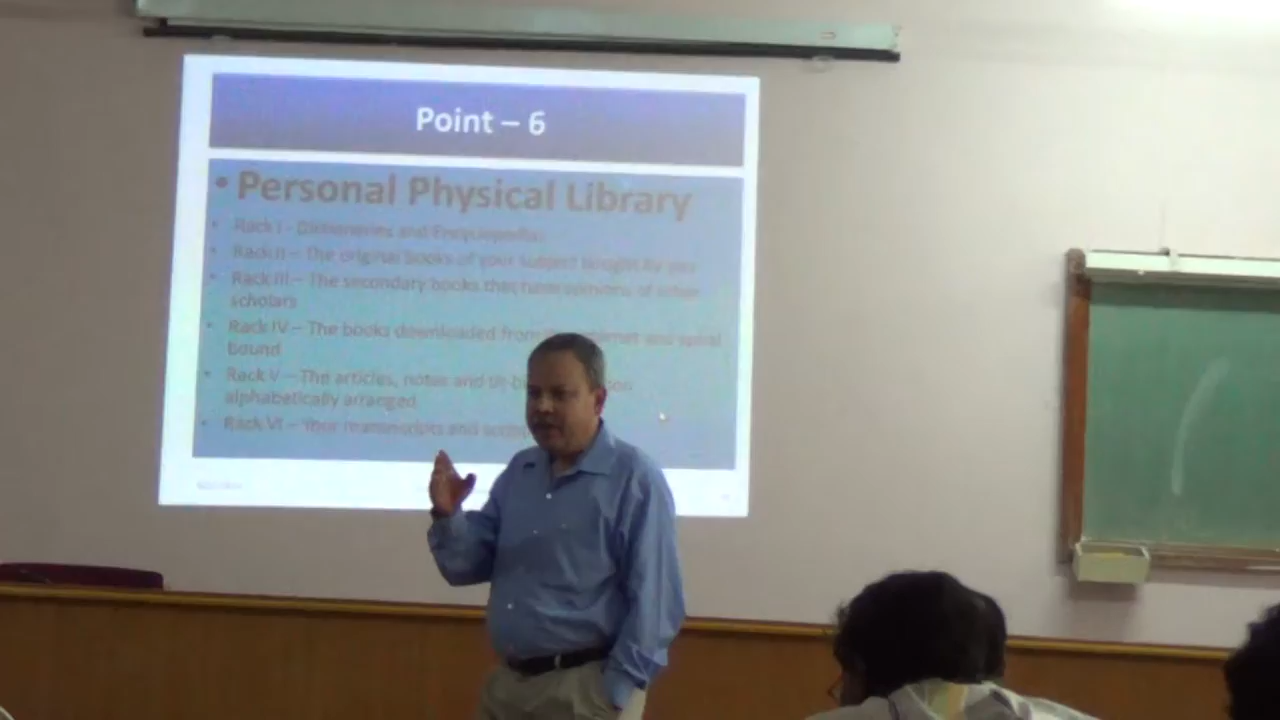 Point – 6
• Personal Physical Library
• Rack I - Dictionaries and Encyclopedias
• Rack II – The original books of your subject bought by you
• Rack III – The secondary books that have opinions of other
scholars
• Rack IV – The books downloaded from the internet and spiral
bound
• Rack V – The articles, notes and
alphabetically arranged
• Rack VI – Your manuscripts and